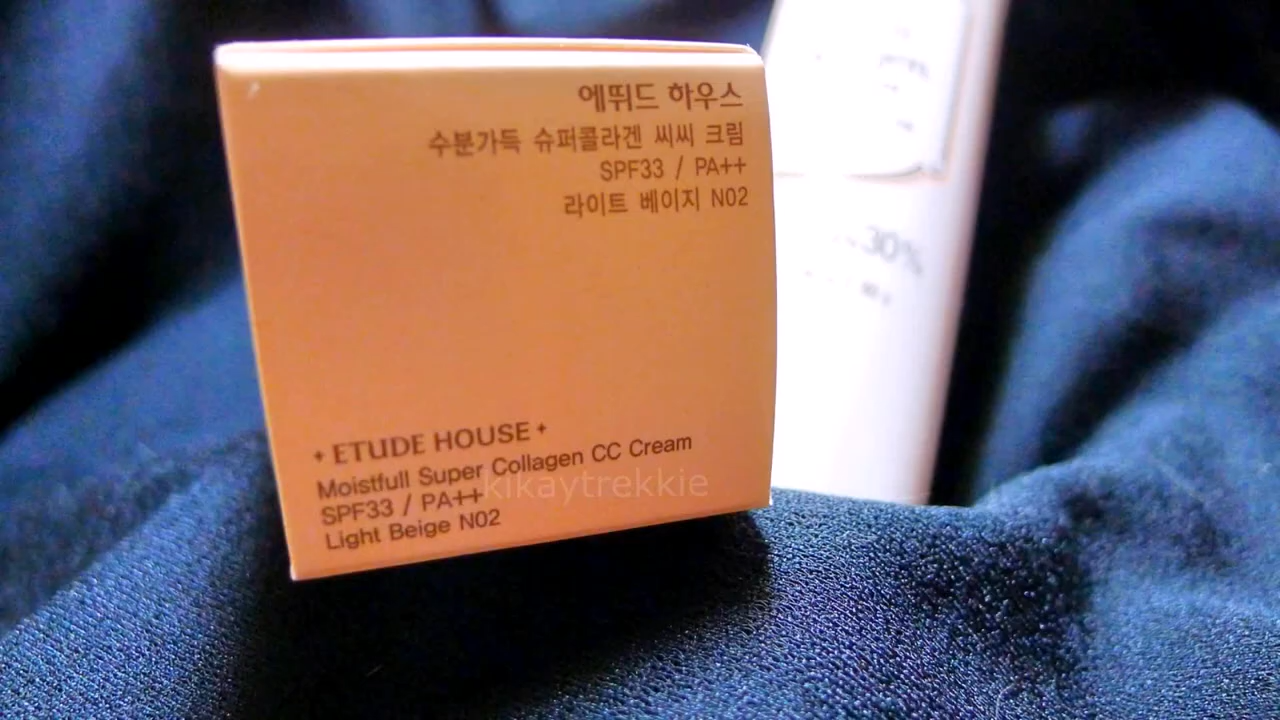 에뛰드 하우스
수분가득 슈퍼콜라겐 씨씨 크림
SPF33 / PA++
라이트 베이지 N02
ETUDE HOUSE
Moistfull Super Collagen CC Cream
SPF33 / PA++
Light Beige N02
kikaytrekkie
30%